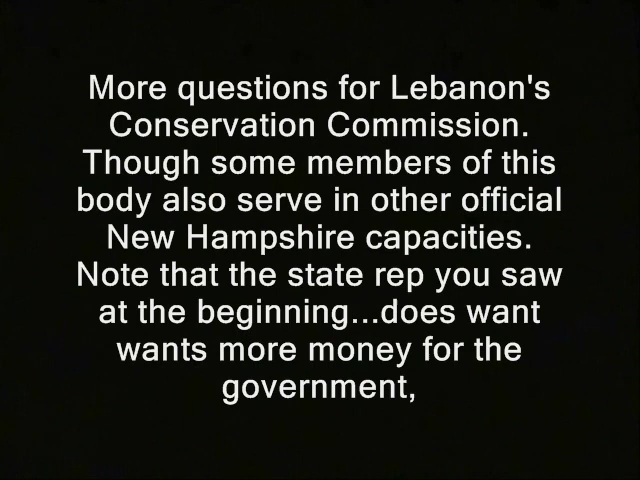 More questions for Lebanon's
Conservation Commission.
Though some members of this
body also serve in other official
New Hampshire capacities.
Note that the state rep you saw
at the beginning...does want
wants more money for the
government,